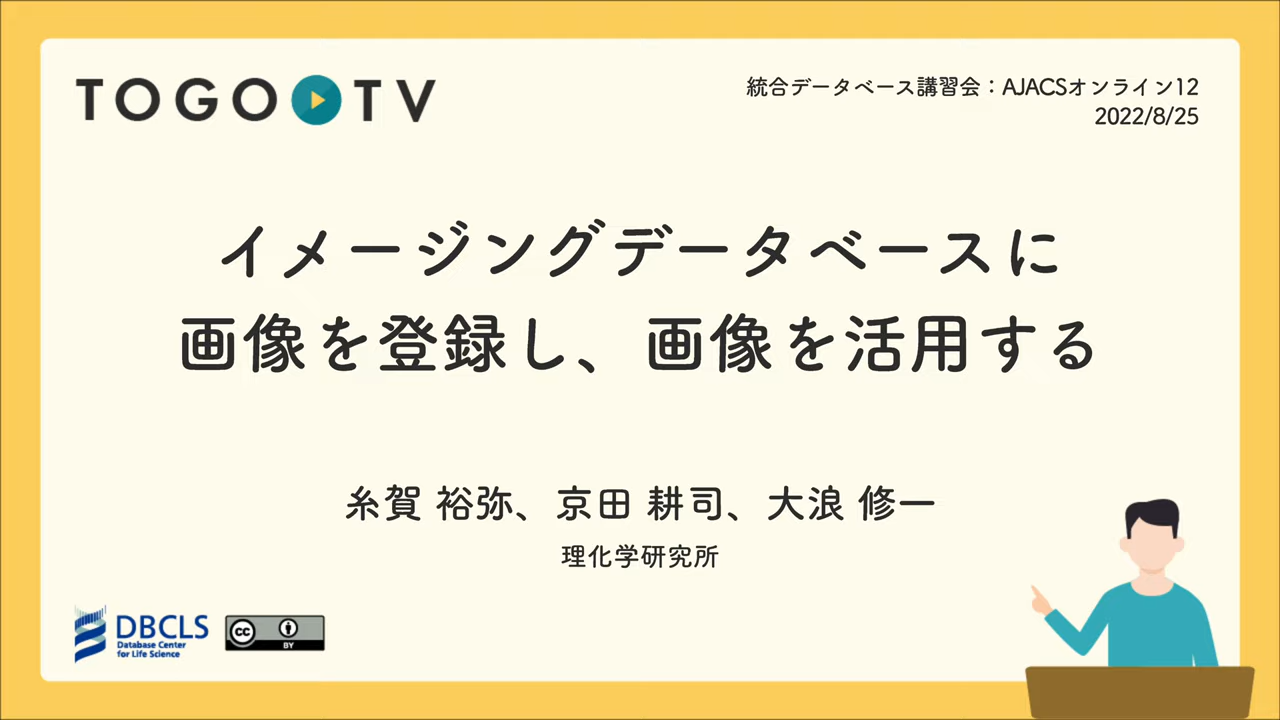 TOGO TV
統合データベース講習会：AJACSオンライン12
2022/8/25
イメージングデータベースに
画像を登録し、画像を活用する
糸賀 裕弥、京田 耕司、大浪 修一
理化学研究所
DBCLS
Database Center
for Life Science
cc
BY